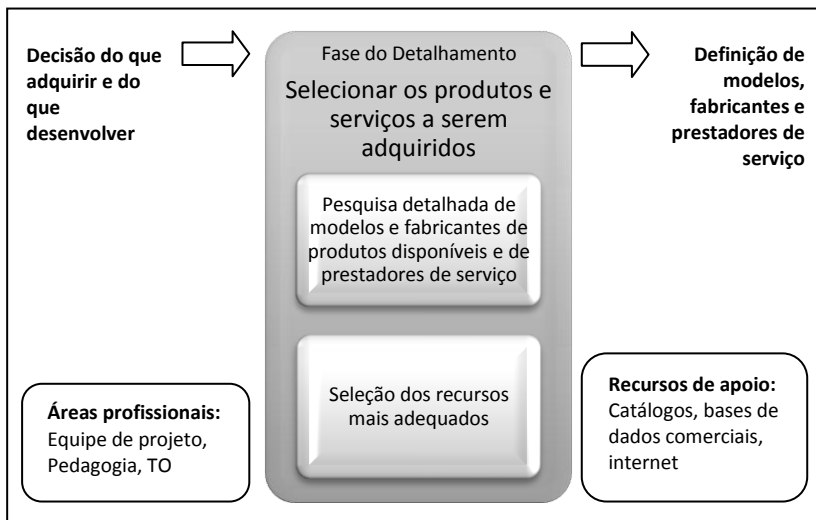 Decisão do que
adquirir e do
que
desenvolver
Fase do Detalhamento
Selecionar os produtos e
serviços a serem
adquiridos
Pesquisa detalhada de
modelos e fabricantes de
produtos disponíveis e de
prestadores de serviço
Seleção dos recursos
mais adequados
Definição de
modelos,
fabricantes e
prestadores de
serviço
Áreas profissionais:
Equipe de projeto,
Pedagogia, TO
Recursos de apoio:
Catálogos, bases de
dados comerciais,
internet